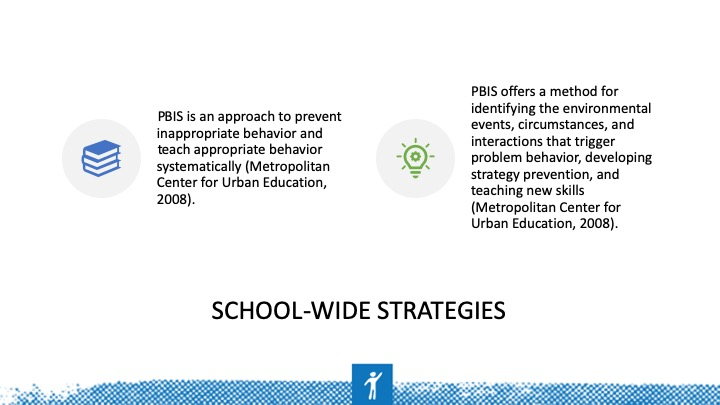 PBIS is an approach to prevent
inappropriate behavior and
teach appropriate behavior
systematically (Metropolitan
Center for Urban Education,
2008).
PBIS offers a method for
identifying the environmental
events, circumstances, and
interactions that trigger
problem behavior, developing
strategy prevention, and
teaching new skills
(Metropolitan Center for
Urban Education, 2008).
SCHOOL-WIDE STRATEGIES